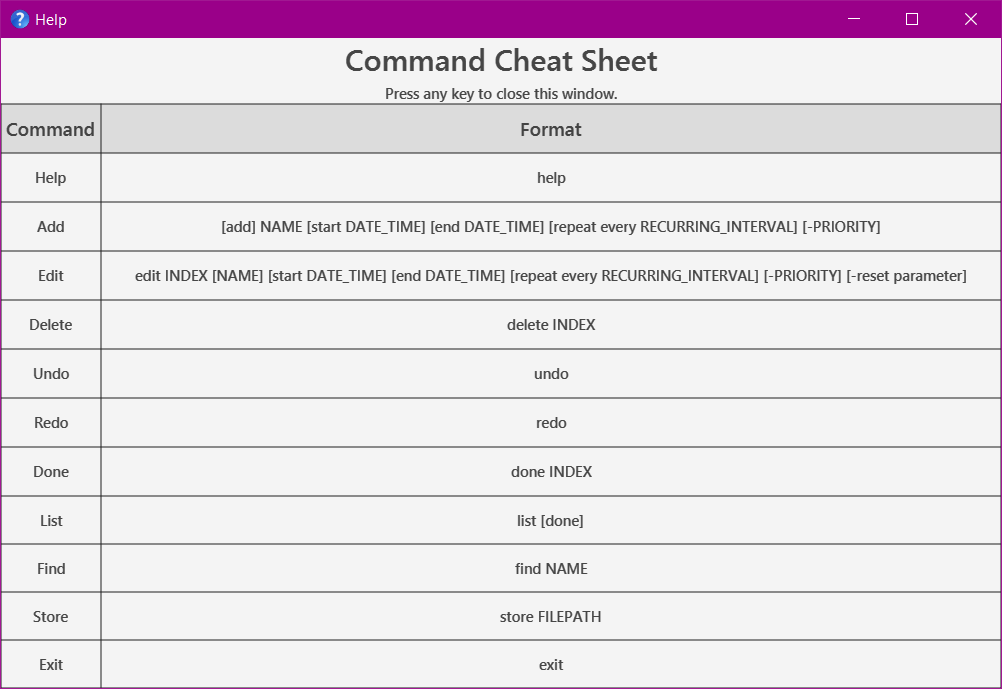 Help
Command Cheat Sheet
Press any key to close this window.
Command Format
Help help
Add [add] NAME [start DATE_TIME] [end DATE_TIME] [repeat every RECURRING_INTERVAL] [-PRIORITY]
Edit edit INDEX [NAME] [start DATE_TIME] [end DATE_TIME] [repeat every RECURRING_INTERVAL] [-PRIORITY] [-reset parameter]
Delete delete INDEX
Undo undo
Redo redo
Done done INDEX
List list [done]
Find find NAME
Store store FILEPATH
Exit exit